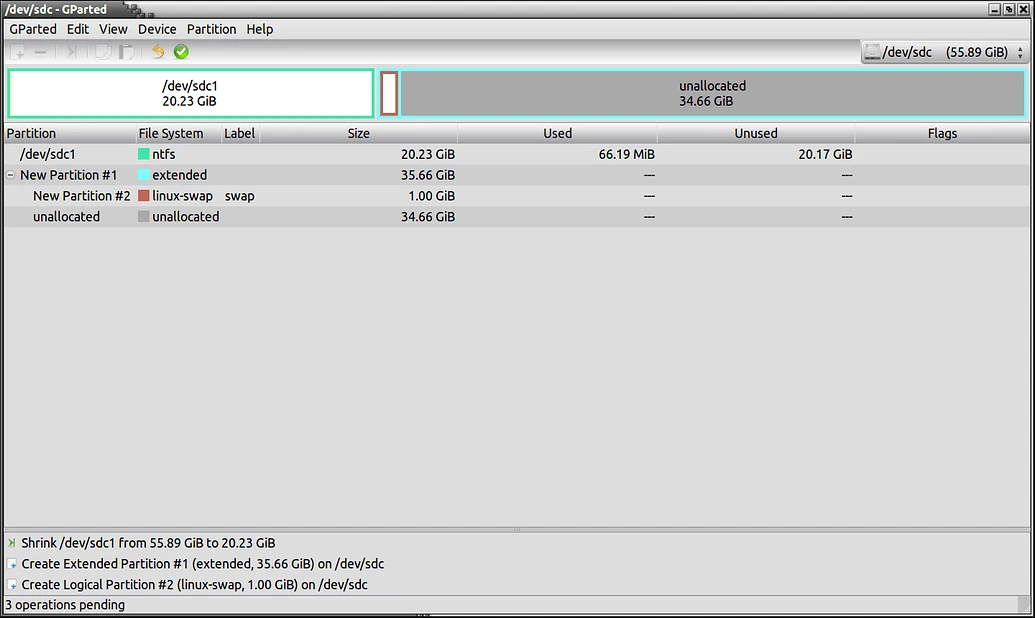 /dev/sdc - GParted
GParted Edit View Device Partition Help
/dev/sdc (55.89 GiB)
/dev/sdc1
20.23 GiB
unallocated
34.66 GiB
Partition File System Label Size Used Unused Flags
/dev/sdc1 ntfs 20.23 GiB 66.19 MiB 20.17 GiB
New Partition #1 extended 35.66 GiB --- ---
New Partition #2 linux-swap swap 1.00 GiB --- ---
unallocated unallocated 34.66 GiB --- ---
Shrink /dev/sdc1 from 55.89 GiB to 20.23 GiB
Create Extended Partition #1 (extended, 35.66 GiB) on /dev/sdc
Create Logical Partition #2 (linux-swap, 1.00 GiB) on /dev/sdc
3 operations pending